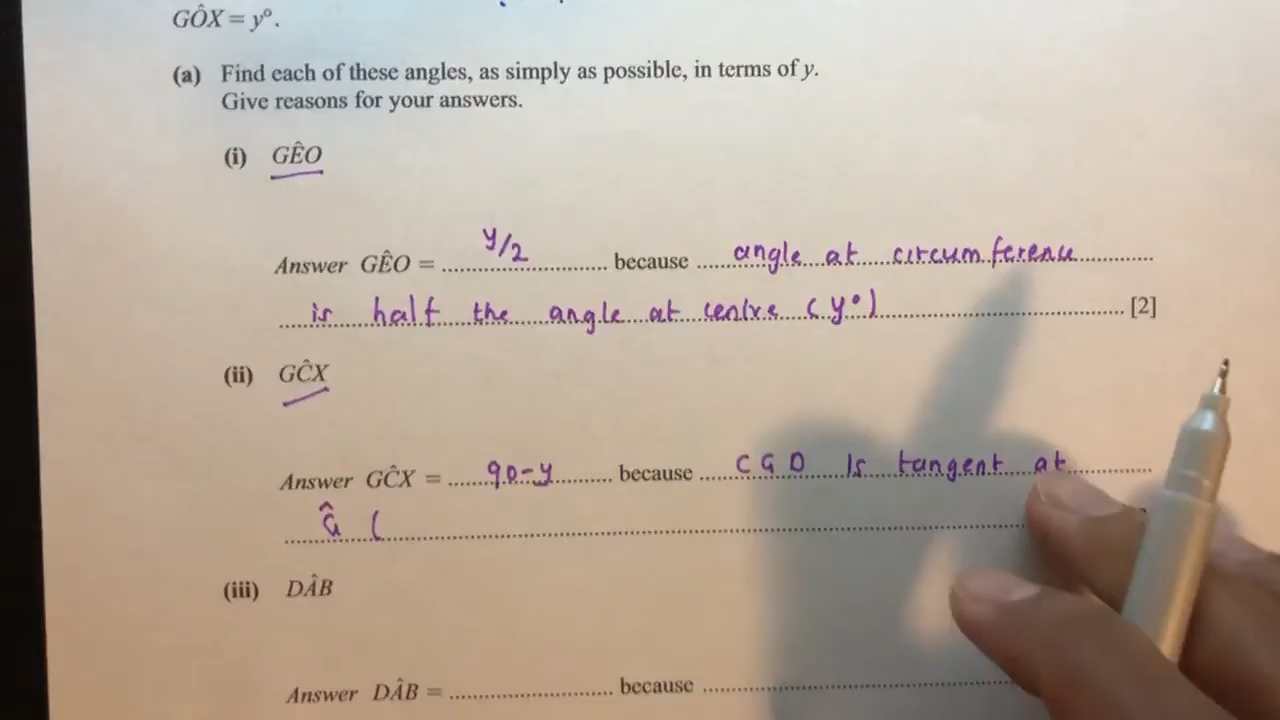 GÔX = yº.
(a) Find each of these angles, as simply as possible, in terms of y.
Give reasons for your answers.
(i) GÊO
Answer GÊO = y/2 because angle at circumference
is half the angle at centre (y°) [2]
(ii) GĈX
Answer GĈX = 90-y because CGD Is tangent at
Ĝ (
(iii) DÂB
Answer DÂB = because